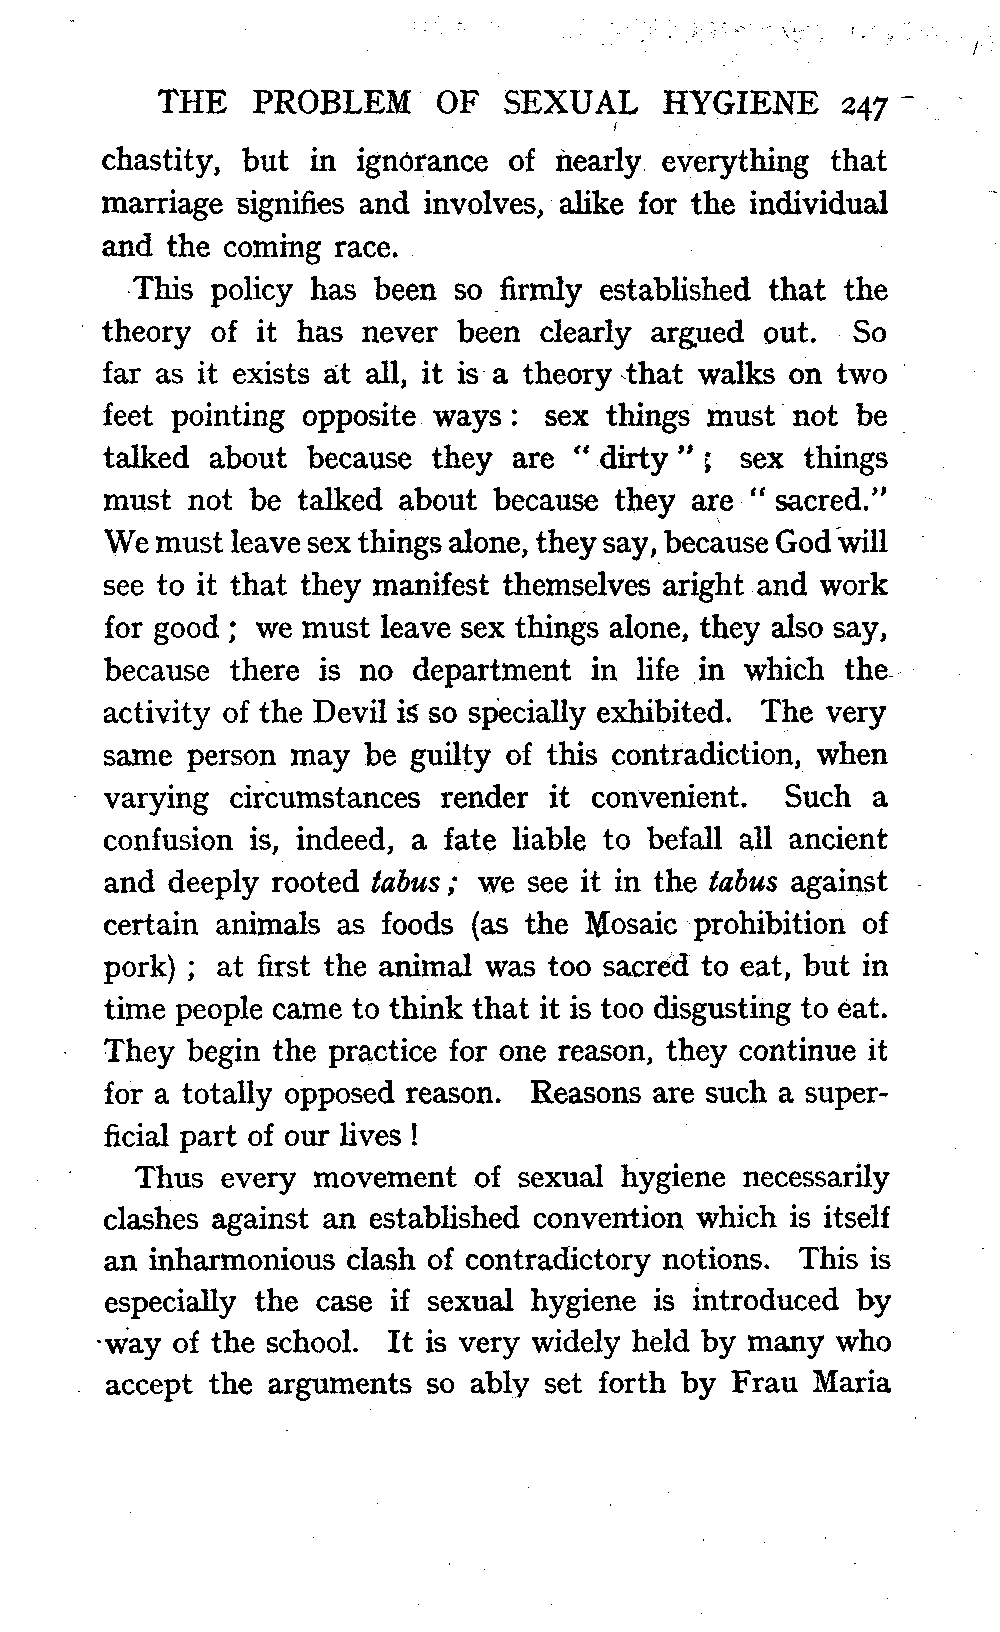 THE PROBLEM OF SEXUAL HYGIENE 247
chastity, but in ignorance of nearly everything that
marriage signifies and involves, alike for the individual
and the coming race.
This policy has been so firmly established that the
theory of it has never been clearly argued out. So
far as it exists at all, it is a theory that walks on two
feet pointing opposite ways : sex things must not be
talked about because they are " dirty " ; sex things
must not be talked about because they are " sacred."
We must leave sex things alone, they say, because God will
see to it that they manifest themselves aright and work
for good ; we must leave sex things alone, they also say,
because there is no department in life in which the
activity of the Devil is so specially exhibited. The very
same person may be guilty of this contradiction, when
varying circumstances render it convenient. Such a
confusion is, indeed, a fate liable to befall all ancient
and deeply rooted tabus ; we see it in the tabus against
certain animals as foods (as the Mosaic prohibition of
pork) ; at first the animal was too sacred to eat, but in
time people came to think that it is too disgusting to eat.
They begin the practice for one reason, they continue it
for a totally opposed reason. Reasons are such a super-
ficial part of our lives !
Thus every movement of sexual hygiene necessarily
clashes against an established convention which is itself
an inharmonious clash of contradictory notions. This is
especially the case if sexual hygiene is introduced by
way of the school. It is very widely held by many who
accept the arguments so ably set forth by Frau Maria